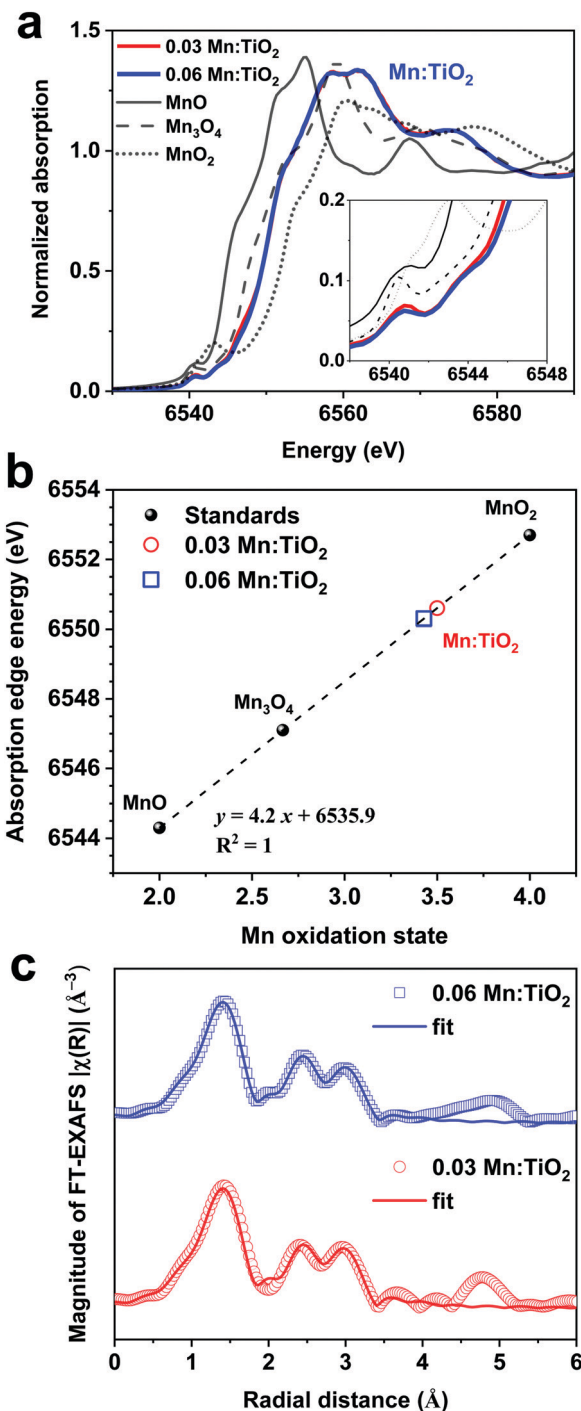 a
Normalized absorption
1.5
1.0
0.5
0.0
0.03 Mn:TiO₂
0.06 Mn:TiO₂
MnO
Mn₃O₄
MnO₂
Mn:TiO₂
0.2
0.1
0.0
6540 6544 6548
6540 6560 6580
Energy (eV)
b
Absorption edge energy (eV)
6554
6552
6550
6548
6546
6544
Standards
0.03 Mn:TiO₂
0.06 Mn:TiO₂
MnO₂
Mn:TiO₂
Mn₃O₄
MnO
y = 4.2 x + 6535.9
R² = 1
2.0 2.5 3.0 3.5 4.0
Mn oxidation state
c
Magnitude of FT-EXAFS |χ(R)| (Å⁻³)
0.06 Mn:TiO₂
fit
0.03 Mn:TiO₂
fit
0 1 2 3 4 5 6
Radial distance (Å)